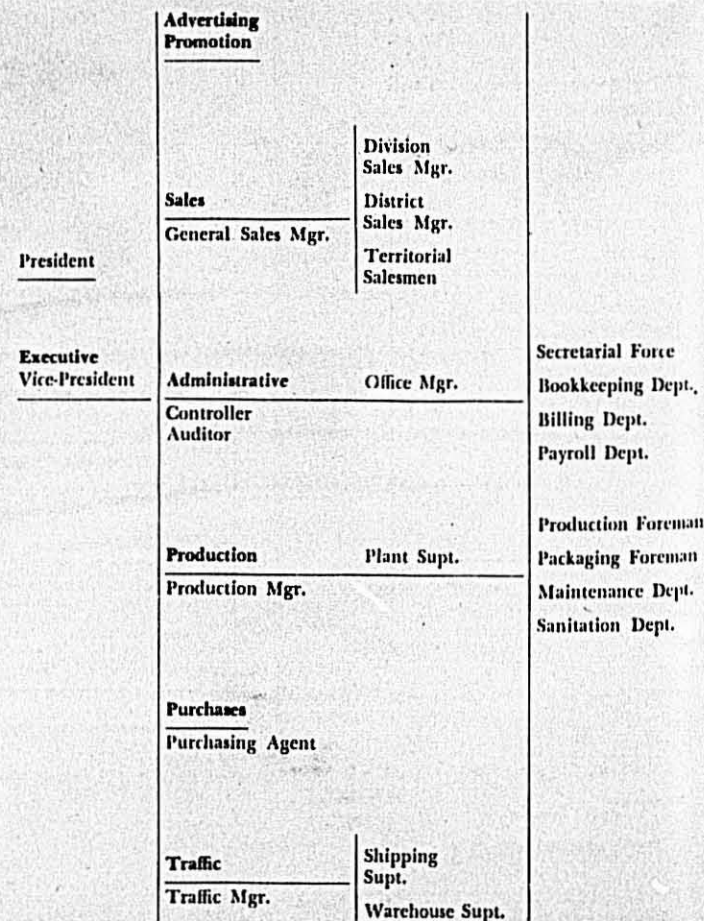 Advertising
Promotion
Division
Sales Mgr.
Sales
District
Sales Mgr.
General Sales Mgr.
Territorial
Salesmen
President
Executive
Vice-President
Administrative
Office Mgr.
Controller
Auditor
Secretarial Force
Bookkeeping Dept.
Billing Dept.
Payroll Dept.
Production
Plant Supt.
Production Mgr.
Production Foreman
Packaging Foreman
Maintenance Dept.
Sanitation Dept.
Purchases
Purchasing Agent
Traffic
Traffic Mgr.
Shipping
Supt.
Warehouse Supt.